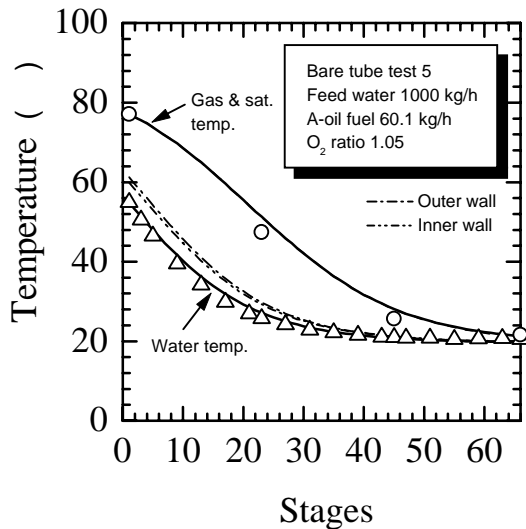 100
80
60
40
20
0
Temperature ( )
Gas & sat.
temp.
Bare tube test 5
Feed water 1000 kg/h
A-oil fuel 60.1 kg/h
O2 ratio 1.05
Outer wall
Inner wall
Water temp.
0 10 20 30 40 50 60
Stages